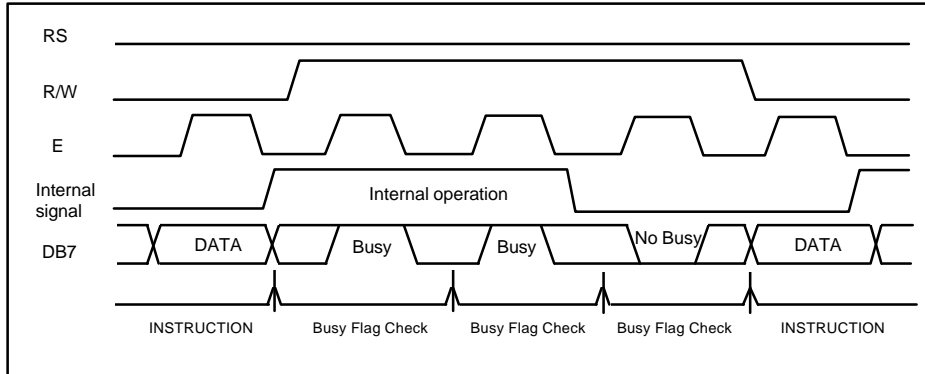 RS
R/W
E
Internal
signal
Internal operation
DB7
DATA
Busy
Busy
No Busy
DATA
INSTRUCTION
Busy Flag Check
Busy Flag Check
Busy Flag Check
INSTRUCTION